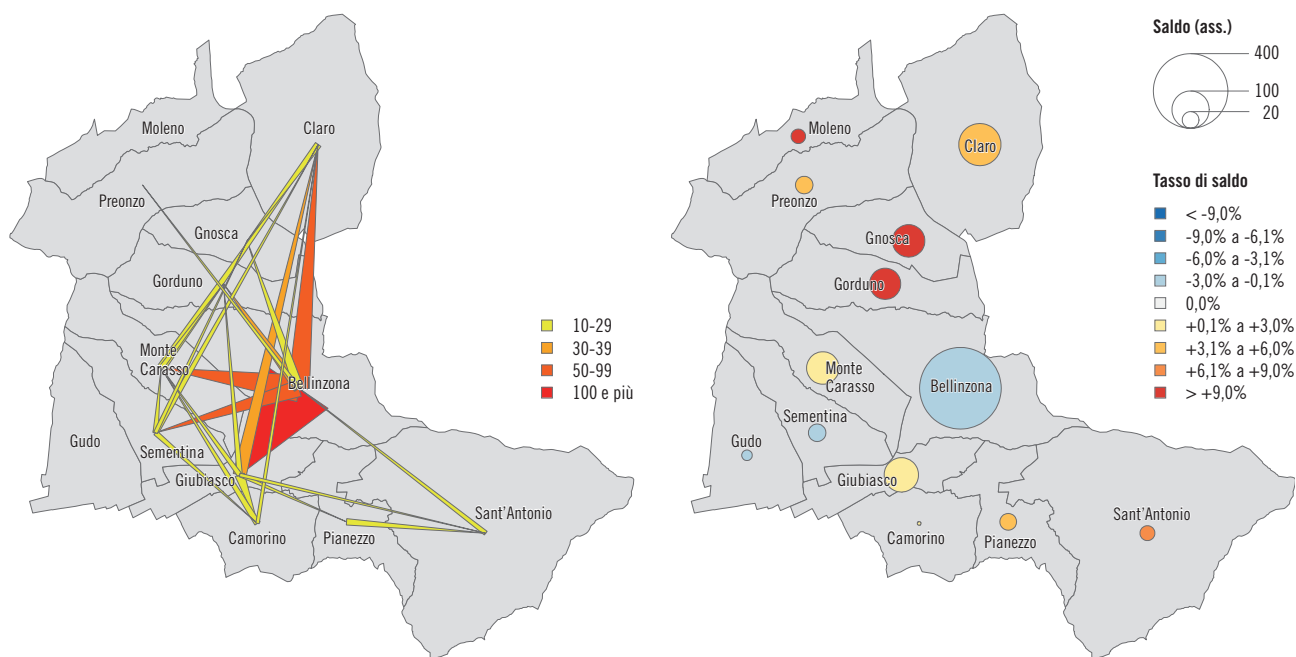 Moleno
Claro
Preonzo
Gnosca
Gorduno
Monte
Carasso
Bellinzona
Gudo
Sementina
Giubiasco
Camorino
Pianezzo
Sant'Antonio
10–29
30–39
50–99
100 e più
Moleno
Claro
Preonzo
Gnosca
Gorduno
Monte
Carasso
Bellinzona
Sementina
Gudo
Giubiasco
Camorino
Pianezzo
Sant'Antonio
Saldo (ass.)
400
100
20
Tasso di saldo
< -9,0%
-9,0% a -6,1%
-6,0% a -3,1%
-3,0% a -0,1%
0,0%
+0,1% a +3,0%
+3,1% a +6,0%
+6,1% a +9,0%
> +9,0%